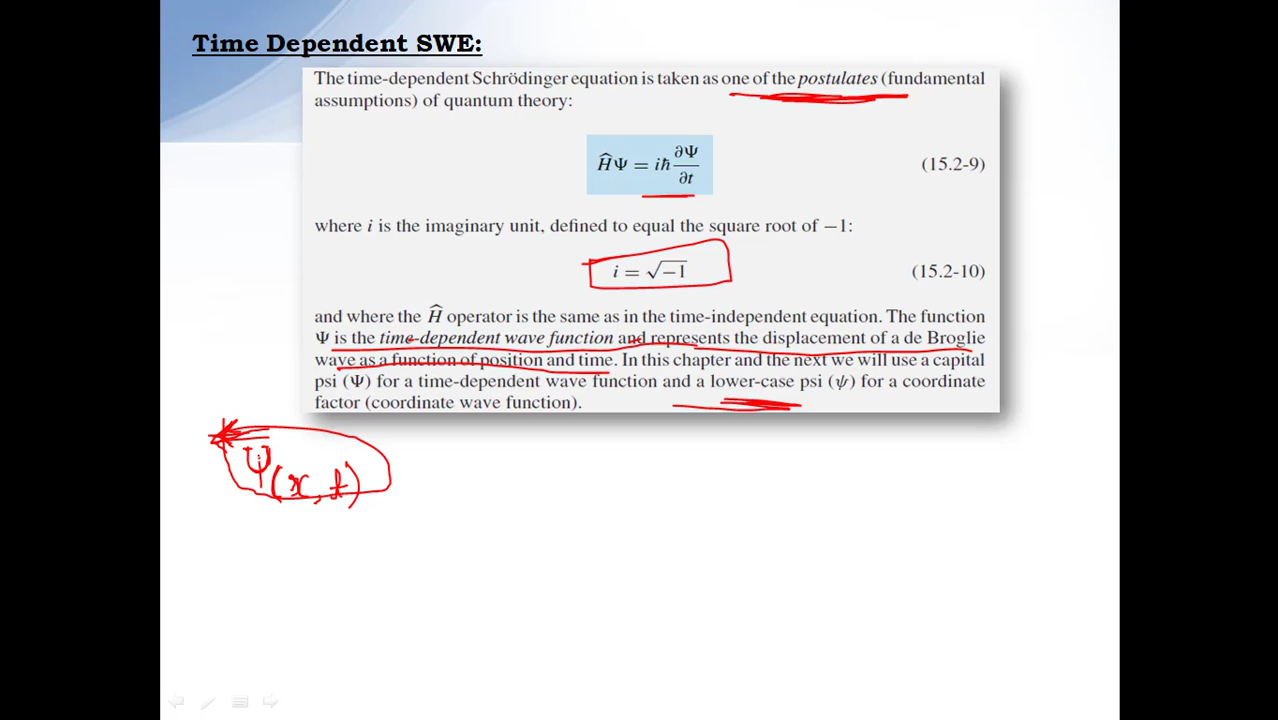 Time Dependent SWE:
The time-dependent Schrödinger equation is taken as one of the postulates (fundamental
assumptions) of quantum theory:
ĤΨ = iħ ∂Ψ/∂t (15.2-9)
where i is the imaginary unit, defined to equal the square root of −1:
i = √−1 (15.2-10)
and where the Ĥ operator is the same as in the time-independent equation. The function
Ψ is the time-dependent wave function and represents the displacement of a de Broglie
wave as a function of position and time. In this chapter and the next we will use a capital
psi (Ψ) for a time-dependent wave function and a lower-case psi (ψ) for a coordinate
factor (coordinate wave function).
Ψ(x, t)